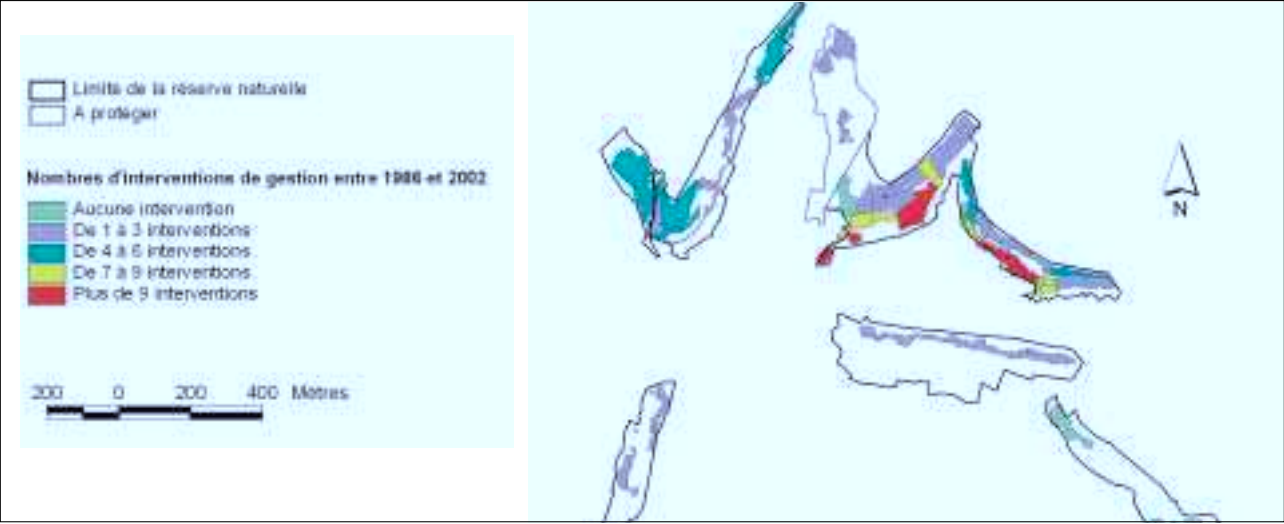 Limite de la réserve naturelle
A protéger
Nombres d'interventions de gestion entre 1986 et 2002
Aucune intervention
De 1 à 3 interventions
De 4 à 6 interventions
De 7 à 9 interventions
Plus de 9 interventions
200 0 200 400 Mètres
N